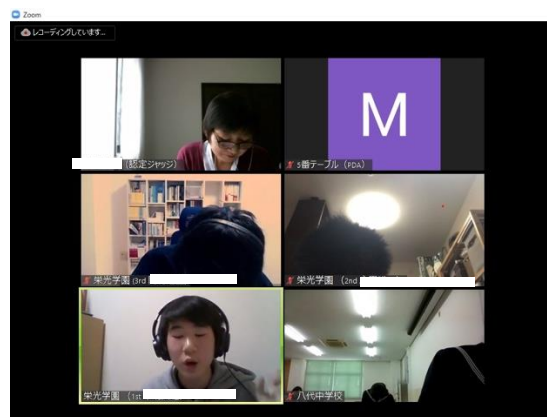 Zoom
レコーディングしています...
（認定ジャッジ）
M
5番テーブル（PDA）
栄光学園 (3rd
栄光学園 （2nd
栄光学園 （1st
八代中学校